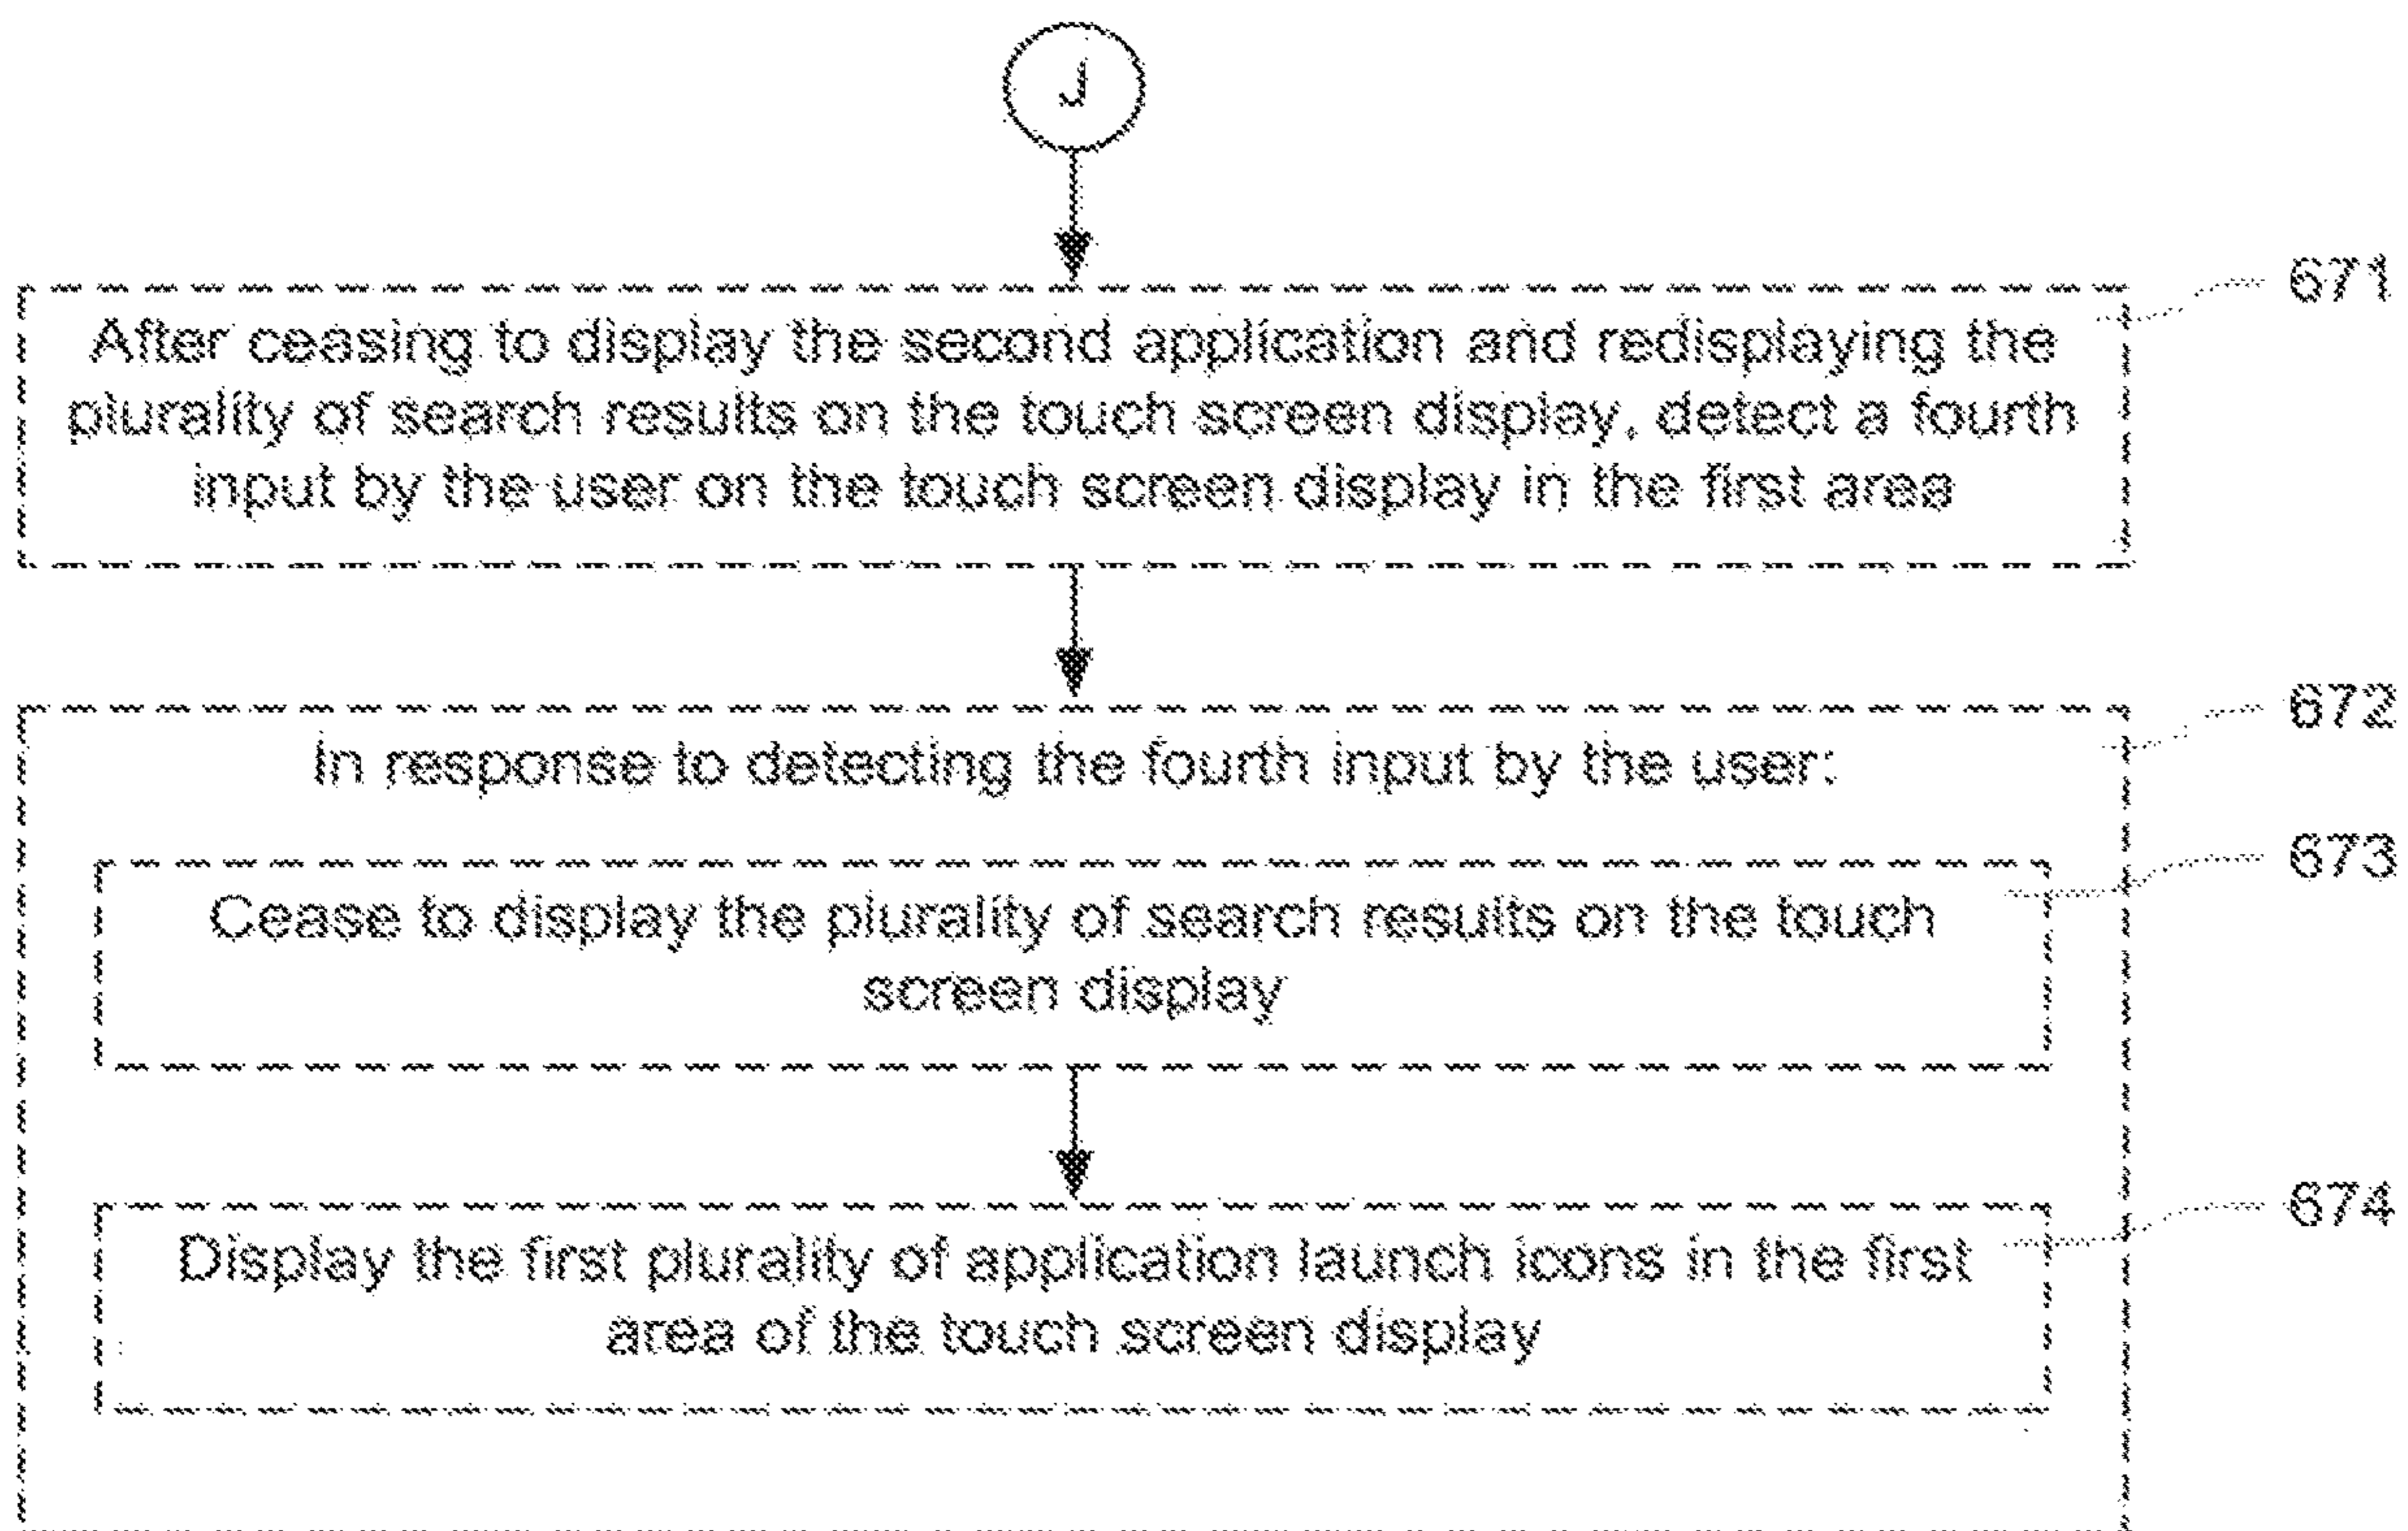 J
671
After ceasing to display the second application and redisplaying the
plurality of search results on the touch screen display, detect a fourth
input by the user on the touch screen display in the first area
672
In response to detecting the fourth input by the user:
673
Cease to display the plurality of search results on the touch
screen display
674
Display the first plurality of application launch icons in the first
area of the touch screen display